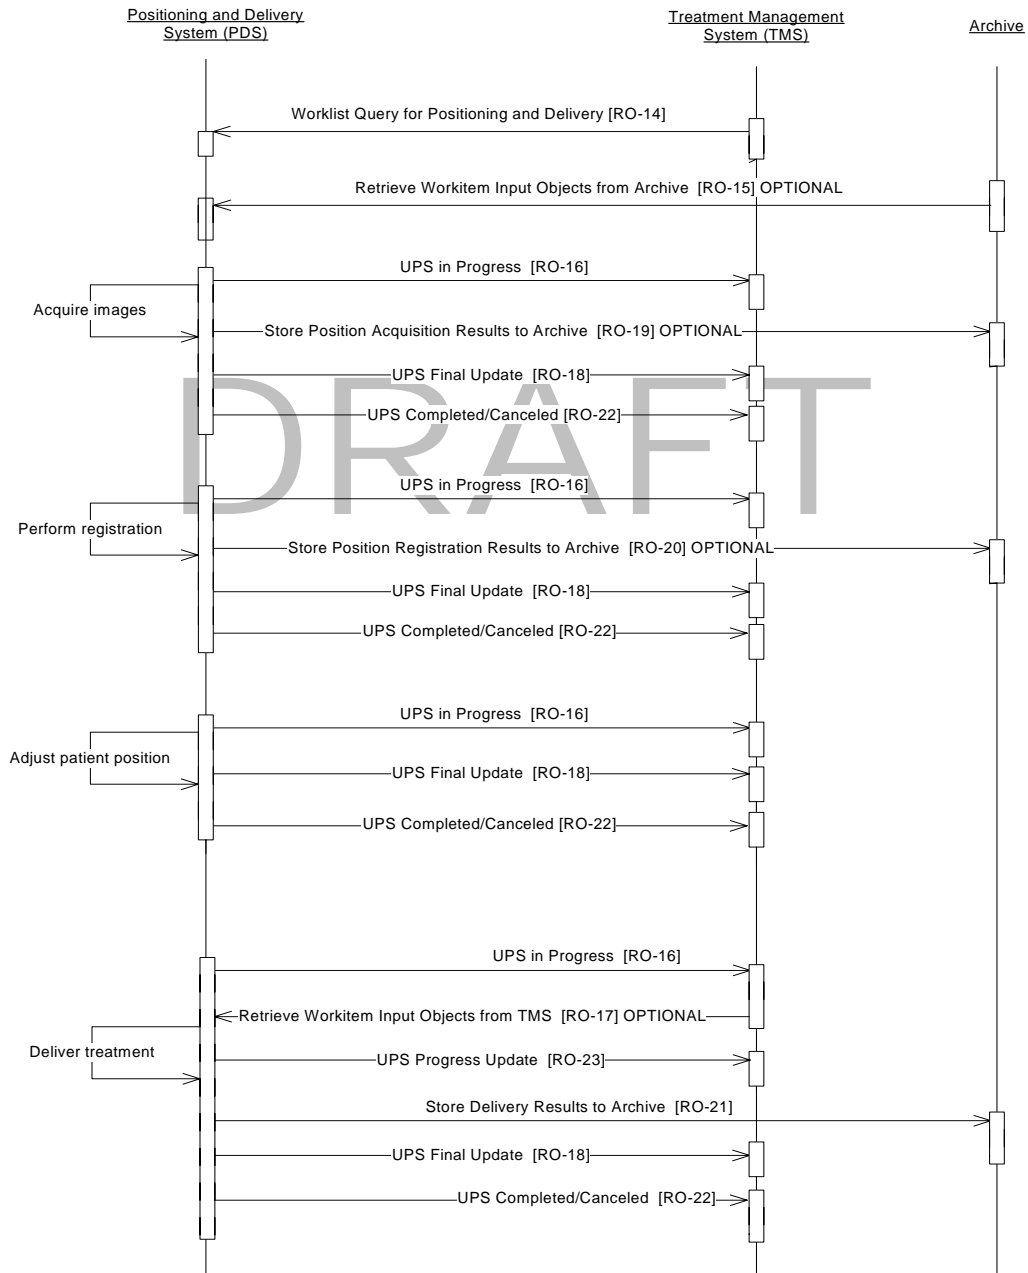 Positioning and Delivery
System (PDS)
Treatment Management
System (TMS)
Archive
Worklist Query for Positioning and Delivery [RO-14]
Retrieve Workitem Input Objects from Archive [RO-15] OPTIONAL
UPS in Progress [RO-16]
Acquire images
Store Position Acquisition Results to Archive [RO-19] OPTIONAL
UPS Final Update [RO-18]
DRAFT
UPS Completed/Canceled [RO-22]
UPS in Progress [RO-16]
Perform registration
Store Position Registration Results to Archive [RO-20] OPTIONAL
UPS Final Update [RO-18]
UPS Completed/Canceled [RO-22]
UPS in Progress [RO-16]
Adjust patient position
UPS Final Update [RO-18]
UPS Completed/Canceled [RO-22]
UPS in Progress [RO-16]
Retrieve Workitem Input Objects from TMS [RO-17] OPTIONAL
Deliver treatment
UPS Progress Update [RO-23]
Store Delivery Results to Archive [RO-21]
UPS Final Update [RO-18]
UPS Completed/Canceled [RO-22]